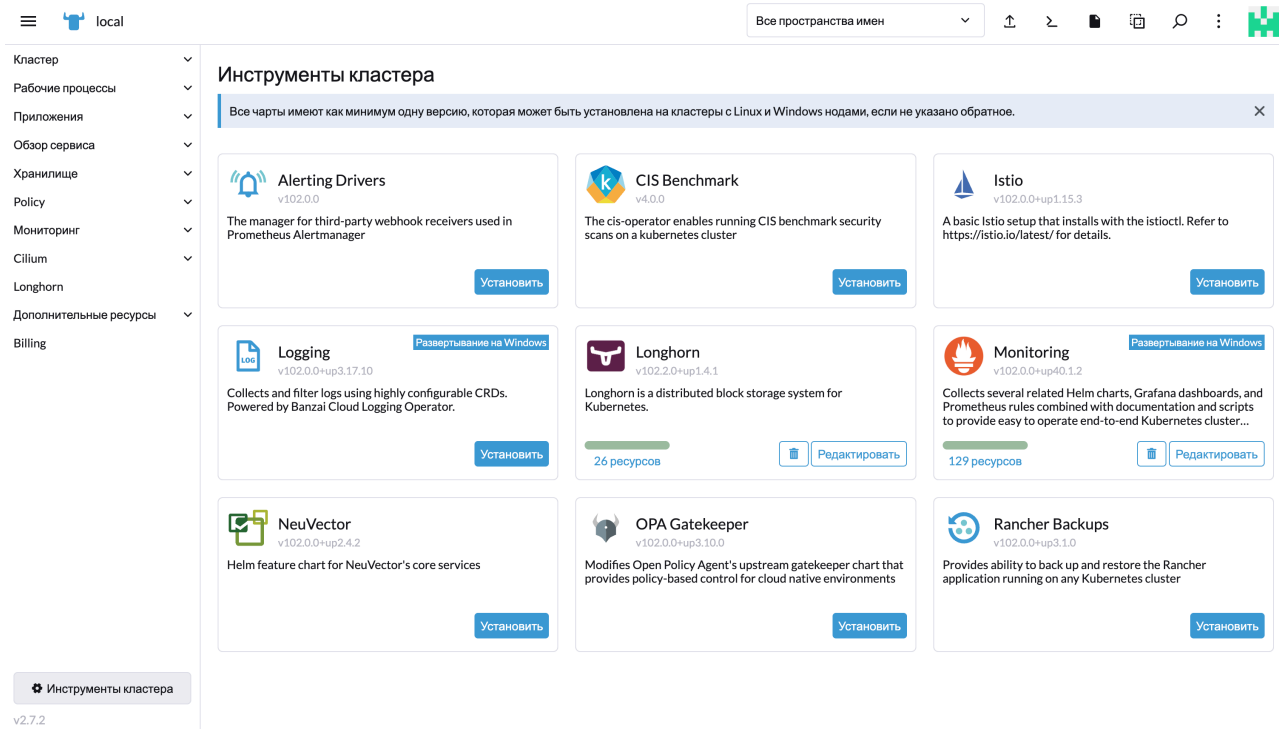 local
Все пространства имен
Кластер
Рабочие процессы
Приложения
Обзор сервиса
Хранилище
Policy
Мониторинг
Cilium
Longhorn
Дополнительные ресурсы
Billing
Инструменты кластера
v2.7.2
Инструменты кластера
Все чарты имеют как минимум одну версию, которая может быть установлена на кластеры с Linux и Windows нодами, если не указано обратное.
Alerting Drivers
v102.0.0
The manager for third-party webhook receivers used in
Prometheus Alertmanager
Установить
CIS Benchmark
v4.0.0
The cis-operator enables running CIS benchmark security
scans on a kubernetes cluster
Установить
Istio
v102.0.0+up1.15.3
A basic Istio setup that installs with the istioctl. Refer to
https://istio.io/latest/ for details.
Установить
Развертывание на Windows
LOG
Logging
v102.0.0+up3.17.10
Collects and filter logs using highly configurable CRDs.
Powered by Banzai Cloud Logging Operator.
Установить
Longhorn
v102.2.0+up1.4.1
Longhorn is a distributed block storage system for
Kubernetes.
26 ресурсов
Редактировать
Развертывание на Windows
Monitoring
v102.0.0+up40.1.2
Collects several related Helm charts, Grafana dashboards, and
Prometheus rules combined with documentation and scripts
to provide easy to operate end-to-end Kubernetes cluster...
129 ресурсов
Редактировать
NeuVector
v102.0.0+up2.4.2
Helm feature chart for NeuVector's core services
Установить
OPA Gatekeeper
v102.0.0+up3.10.0
Modifies Open Policy Agent's upstream gatekeeper chart that
provides policy-based control for cloud native environments
Установить
Rancher Backups
v102.0.0+up3.1.0
Provides ability to back up and restore the Rancher
application running on any Kubernetes cluster
Установить